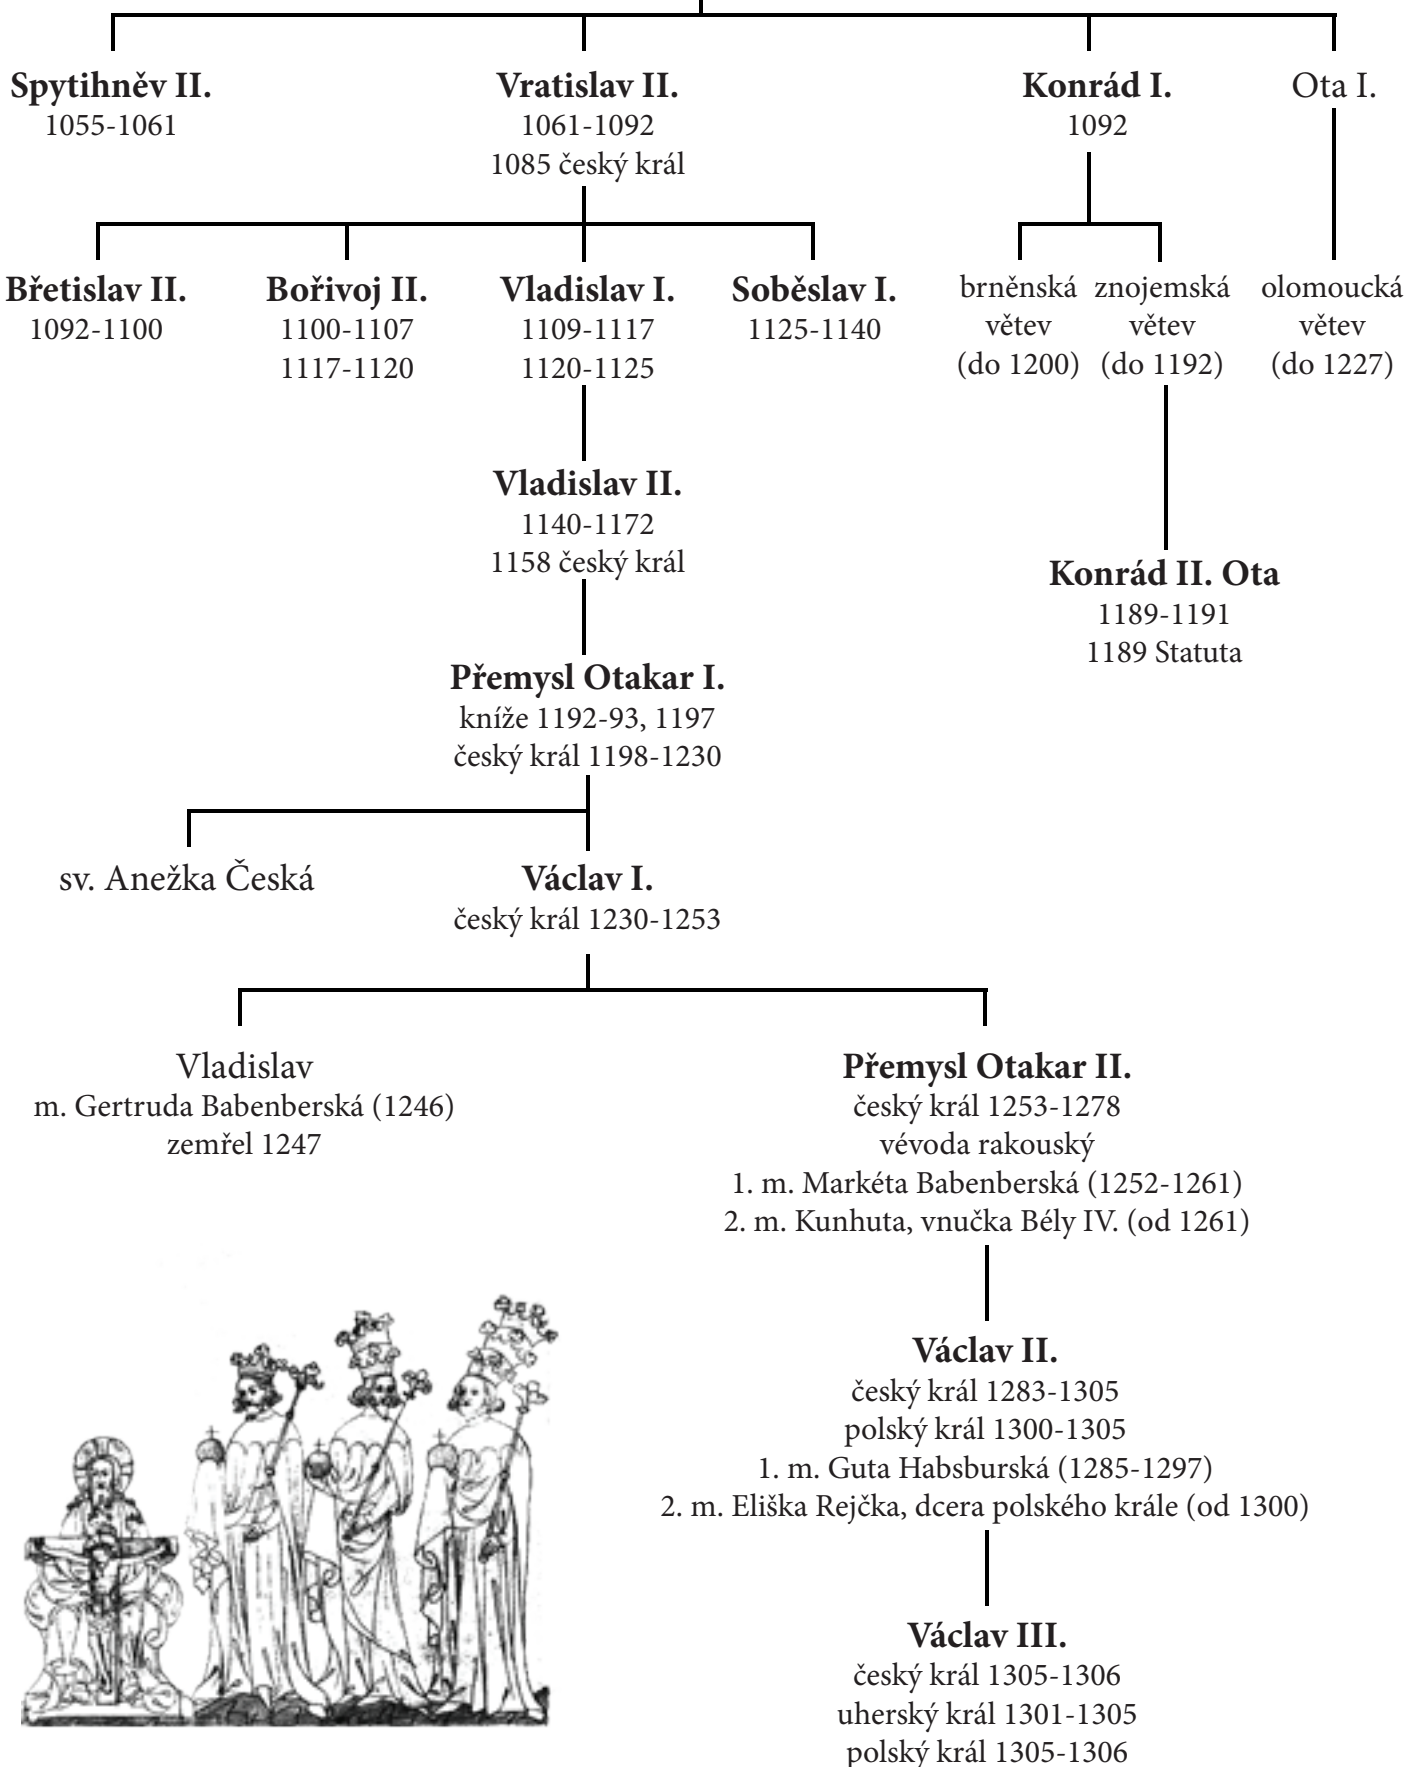 Spytihněv II.
1055-1061
Vratislav II.
1061-1092
1085 český král
Konrád I.
1092
Ota I.
Břetislav II.
1092-1100
Bořivoj II.
1100-1107
1117-1120
Vladislav I.
1109-1117
1120-1125
Soběslav I.
1125-1140
brněnská
větev
(do 1200)
znojemská
větev
(do 1192)
olomoucká
větev
(do 1227)
Vladislav II.
1140-1172
1158 český král
Konrád II. Ota
1189-1191
1189 Statuta
Přemysl Otakar I.
kníže 1192-93, 1197
český král 1198-1230
sv. Anežka Česká
Václav I.
český král 1230-1253
Vladislav
m. Gertruda Babenberská (1246)
zemřel 1247
Přemysl Otakar II.
český král 1253-1278
vévoda rakouský
1. m. Markéta Babenberská (1252-1261)
2. m. Kunhuta, vnučka Bély IV. (od 1261)
Václav II.
český král 1283-1305
polský král 1300-1305
1. m. Guta Habsburská (1285-1297)
2. m. Eliška Rejčka, dcera polského krále (od 1300)
Václav III.
český král 1305-1306
uherský král 1301-1305
polský král 1305-1306